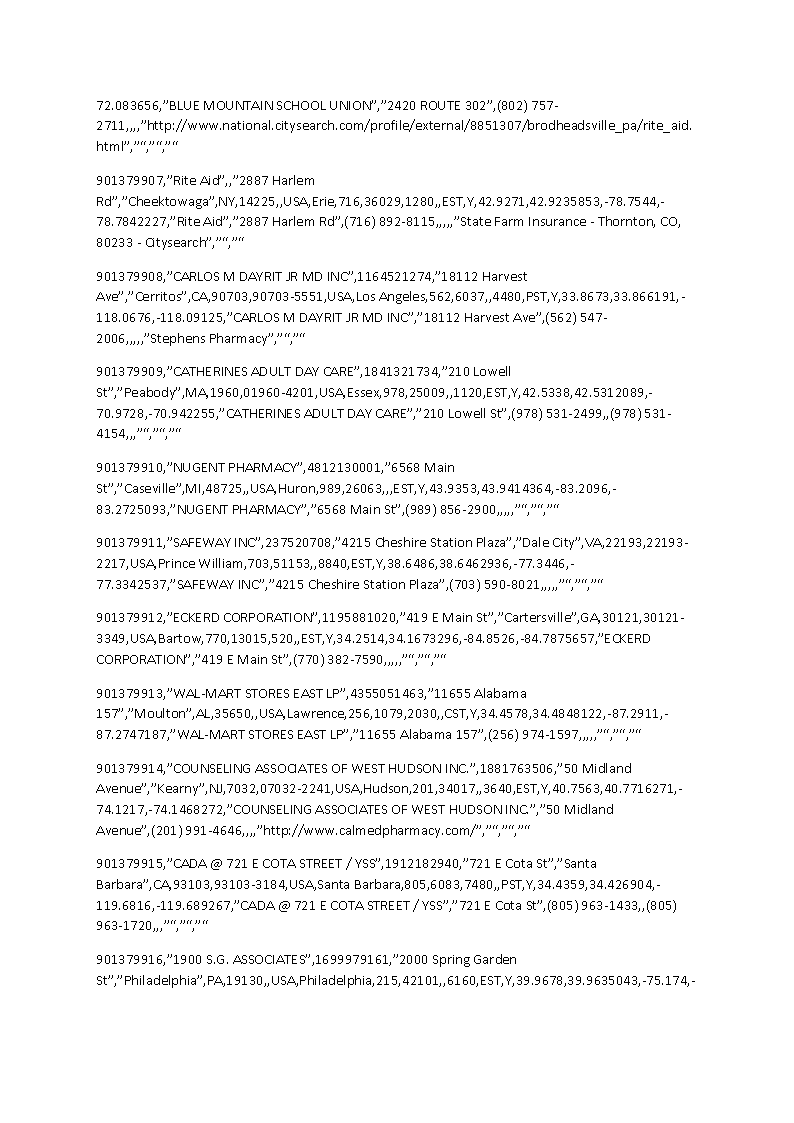 72.083656,”BLUE MOUNTAIN SCHOOL UNION”,”2420 ROUTE 302”,(802) 757-
2711,,,,”http://www.national.citysearch.com/profile/external/8851307/brodheadsville_pa/rite_aid.
html”,”“,”“,”“
901379907,”Rite Aid”,,”2887 Harlem
Rd”,”Cheektowaga”,NY,14225,,USA,Erie,716,36029,1280,,EST,Y,42.9271,42.9235853,-78.7544,-
78.7842227,”Rite Aid”,”2887 Harlem Rd”,(716) 892-8115,,,,,”State Farm Insurance - Thornton, CO,
80233 - Citysearch”,”“,”“
901379908,”CARLOS M DAYRIT JR MD INC”,1164521274,”18112 Harvest
Ave”,”Cerritos”,CA,90703,90703-5551,USA,Los Angeles,562,6037,,4480,PST,Y,33.8673,33.866191,-
118.0676,-118.09125,”CARLOS M DAYRIT JR MD INC”,”18112 Harvest Ave”,(562) 547-
2006,,,,,”Stephens Pharmacy”,”“,”“
901379909,”CATHERINES ADULT DAY CARE”,1841321734,”210 Lowell
St”,”Peabody”,MA,1960,01960-4201,USA,Essex,978,25009,,1120,EST,Y,42.5338,42.5312089,-
70.9728,-70.942255,”CATHERINES ADULT DAY CARE”,”210 Lowell St”,(978) 531-2499,,(978) 531-
4154,,,”“,”“,”“
901379910,”NUGENT PHARMACY”,4812130001,”6568 Main
St”,”Caseville”,MI,48725,,USA,Huron,989,26063,,,EST,Y,43.9353,43.9414364,-83.2096,-
83.2725093,”NUGENT PHARMACY”,”6568 Main St”,(989) 856-2900,,,,,”“,”“,”“
901379911,”SAFEWAY INC”,237520708,”4215 Cheshire Station Plaza”,”Dale City”,VA,22193,22193-
2217,USA,Prince William,703,51153,,8840,EST,Y,38.6486,38.6462936,-77.3446,-
77.3342537,”SAFEWAY INC”,”4215 Cheshire Station Plaza”,(703) 590-8021,,,,,”“,”“,”“
901379912,”ECKERD CORPORATION”,1195881020,”419 E Main St”,”Cartersville”,GA,30121,30121-
3349,USA,Bartow,770,13015,520,,EST,Y,34.2514,34.1673296,-84.8526,-84.7875657,”ECKERD
CORPORATION”,”419 E Main St”,(770) 382-7590,,,,,”“,”“,”“
901379913,”WAL-MART STORES EAST LP”,4355051463,”11655 Alabama
157”,”Moulton”,AL,35650,,USA,Lawrence,256,1079,2030,,CST,Y,34.4578,34.4848122,-87.2911,-
87.2747187,”WAL-MART STORES EAST LP”,”11655 Alabama 157”,(256) 974-1597,,,,,”“,”“,”“
901379914,”COUNSELING ASSOCIATES OF WEST HUDSON INC.”,1881763506,”50 Midland
Avenue”,”Kearny”,NJ,7032,07032-2241,USA,Hudson,201,34017,,3640,EST,Y,40.7563,40.7716271,-
74.1217,-74.1468272,”COUNSELING ASSOCIATES OF WEST HUDSON INC.”,”50 Midland
Avenue”,(201) 991-4646,,,,”http://www.calmedpharmacy.com/”,”“,”“,”“
901379915,”CADA @ 721 E COTA STREET / YSS”,1912182940,”721 E Cota St”,”Santa
Barbara”,CA,93103,93103-3184,USA,Santa Barbara,805,6083,7480,,PST,Y,34.4359,34.426904,-
119.6816,-119.689267,”CADA @ 721 E COTA STREET / YSS”,”721 E Cota St”,(805) 963-1433,,(805)
963-1720,,,”“,”“,”“
901379916,”1900 S.G. ASSOCIATES”,1699979161,”2000 Spring Garden
St”,”Philadelphia”,PA,19130,,USA,Philadelphia,215,42101,,6160,EST,Y,39.9678,39.9635043,-75.174,-